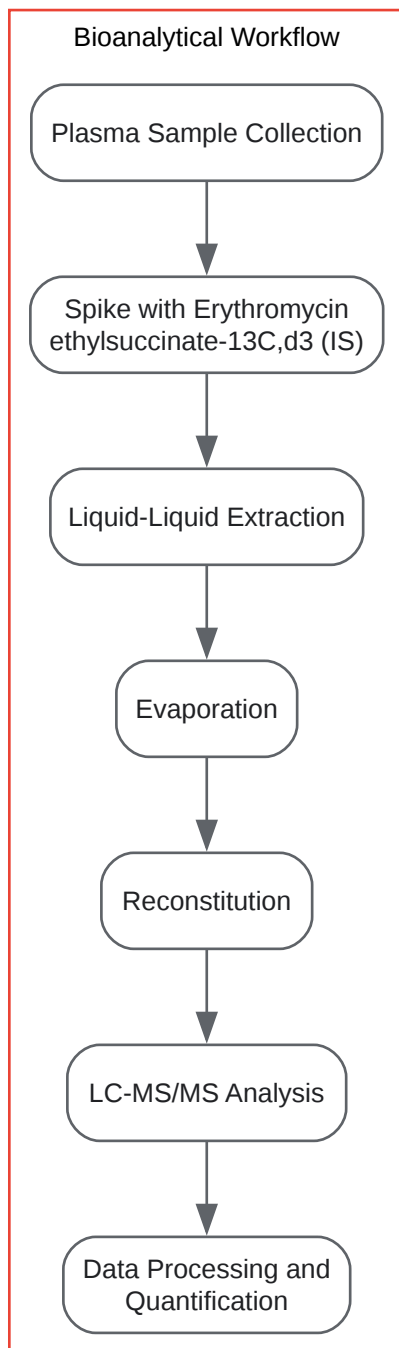 Bioanalytical Workflow
Plasma Sample Collection
Spike with Erythromycin
ethylsuccinate-13C,d3 (IS)
Liquid-Liquid Extraction
Evaporation
Reconstitution
LC-MS/MS Analysis
Data Processing and
Quantification